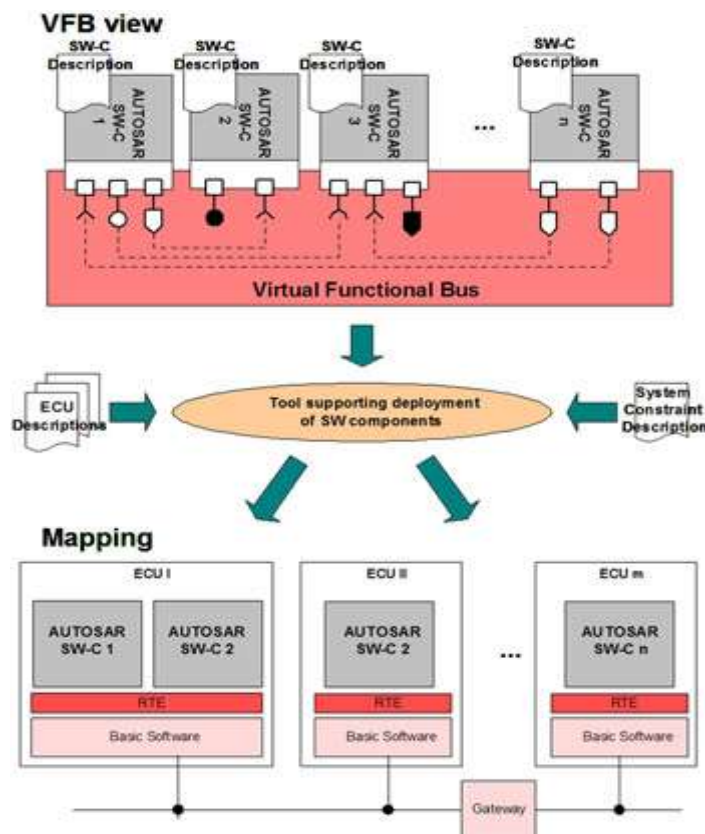 VFB view
SW-C
Description
AUTOSAR
SW-C
1
SW-C
Description
AUTOSAR
SW-C
2
SW-C
Description
AUTOSAR
SW-C
3
...
SW-C
Description
AUTOSAR
SW-C
n
Virtual Functional Bus
ECU
Descriptions
Tool supporting deployment
of SW components
System
Constraint
Description
Mapping
ECU I
AUTOSAR
SW-C 1
AUTOSAR
SW-C 2
RTE
Basic Software
ECU II
AUTOSAR
SW-C 2
RTE
Basic Software
...
ECU m
AUTOSAR
SW-C n
RTE
Basic Software
Gateway